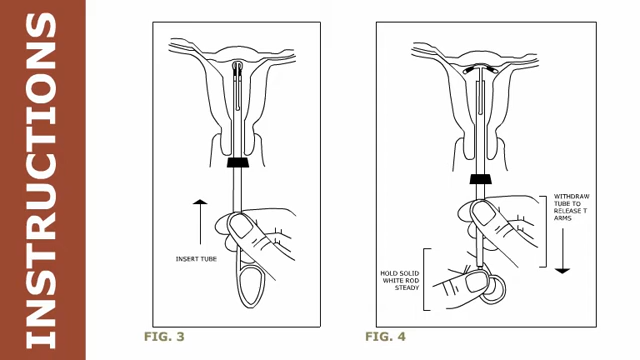 INSTRUCTIONS
INSERT TUBE
FIG. 3
WITHDRAW
TUBE TO
RELEASE T
ARMS
HOLD SOLID
WHITE ROD
STEADY
FIG. 4